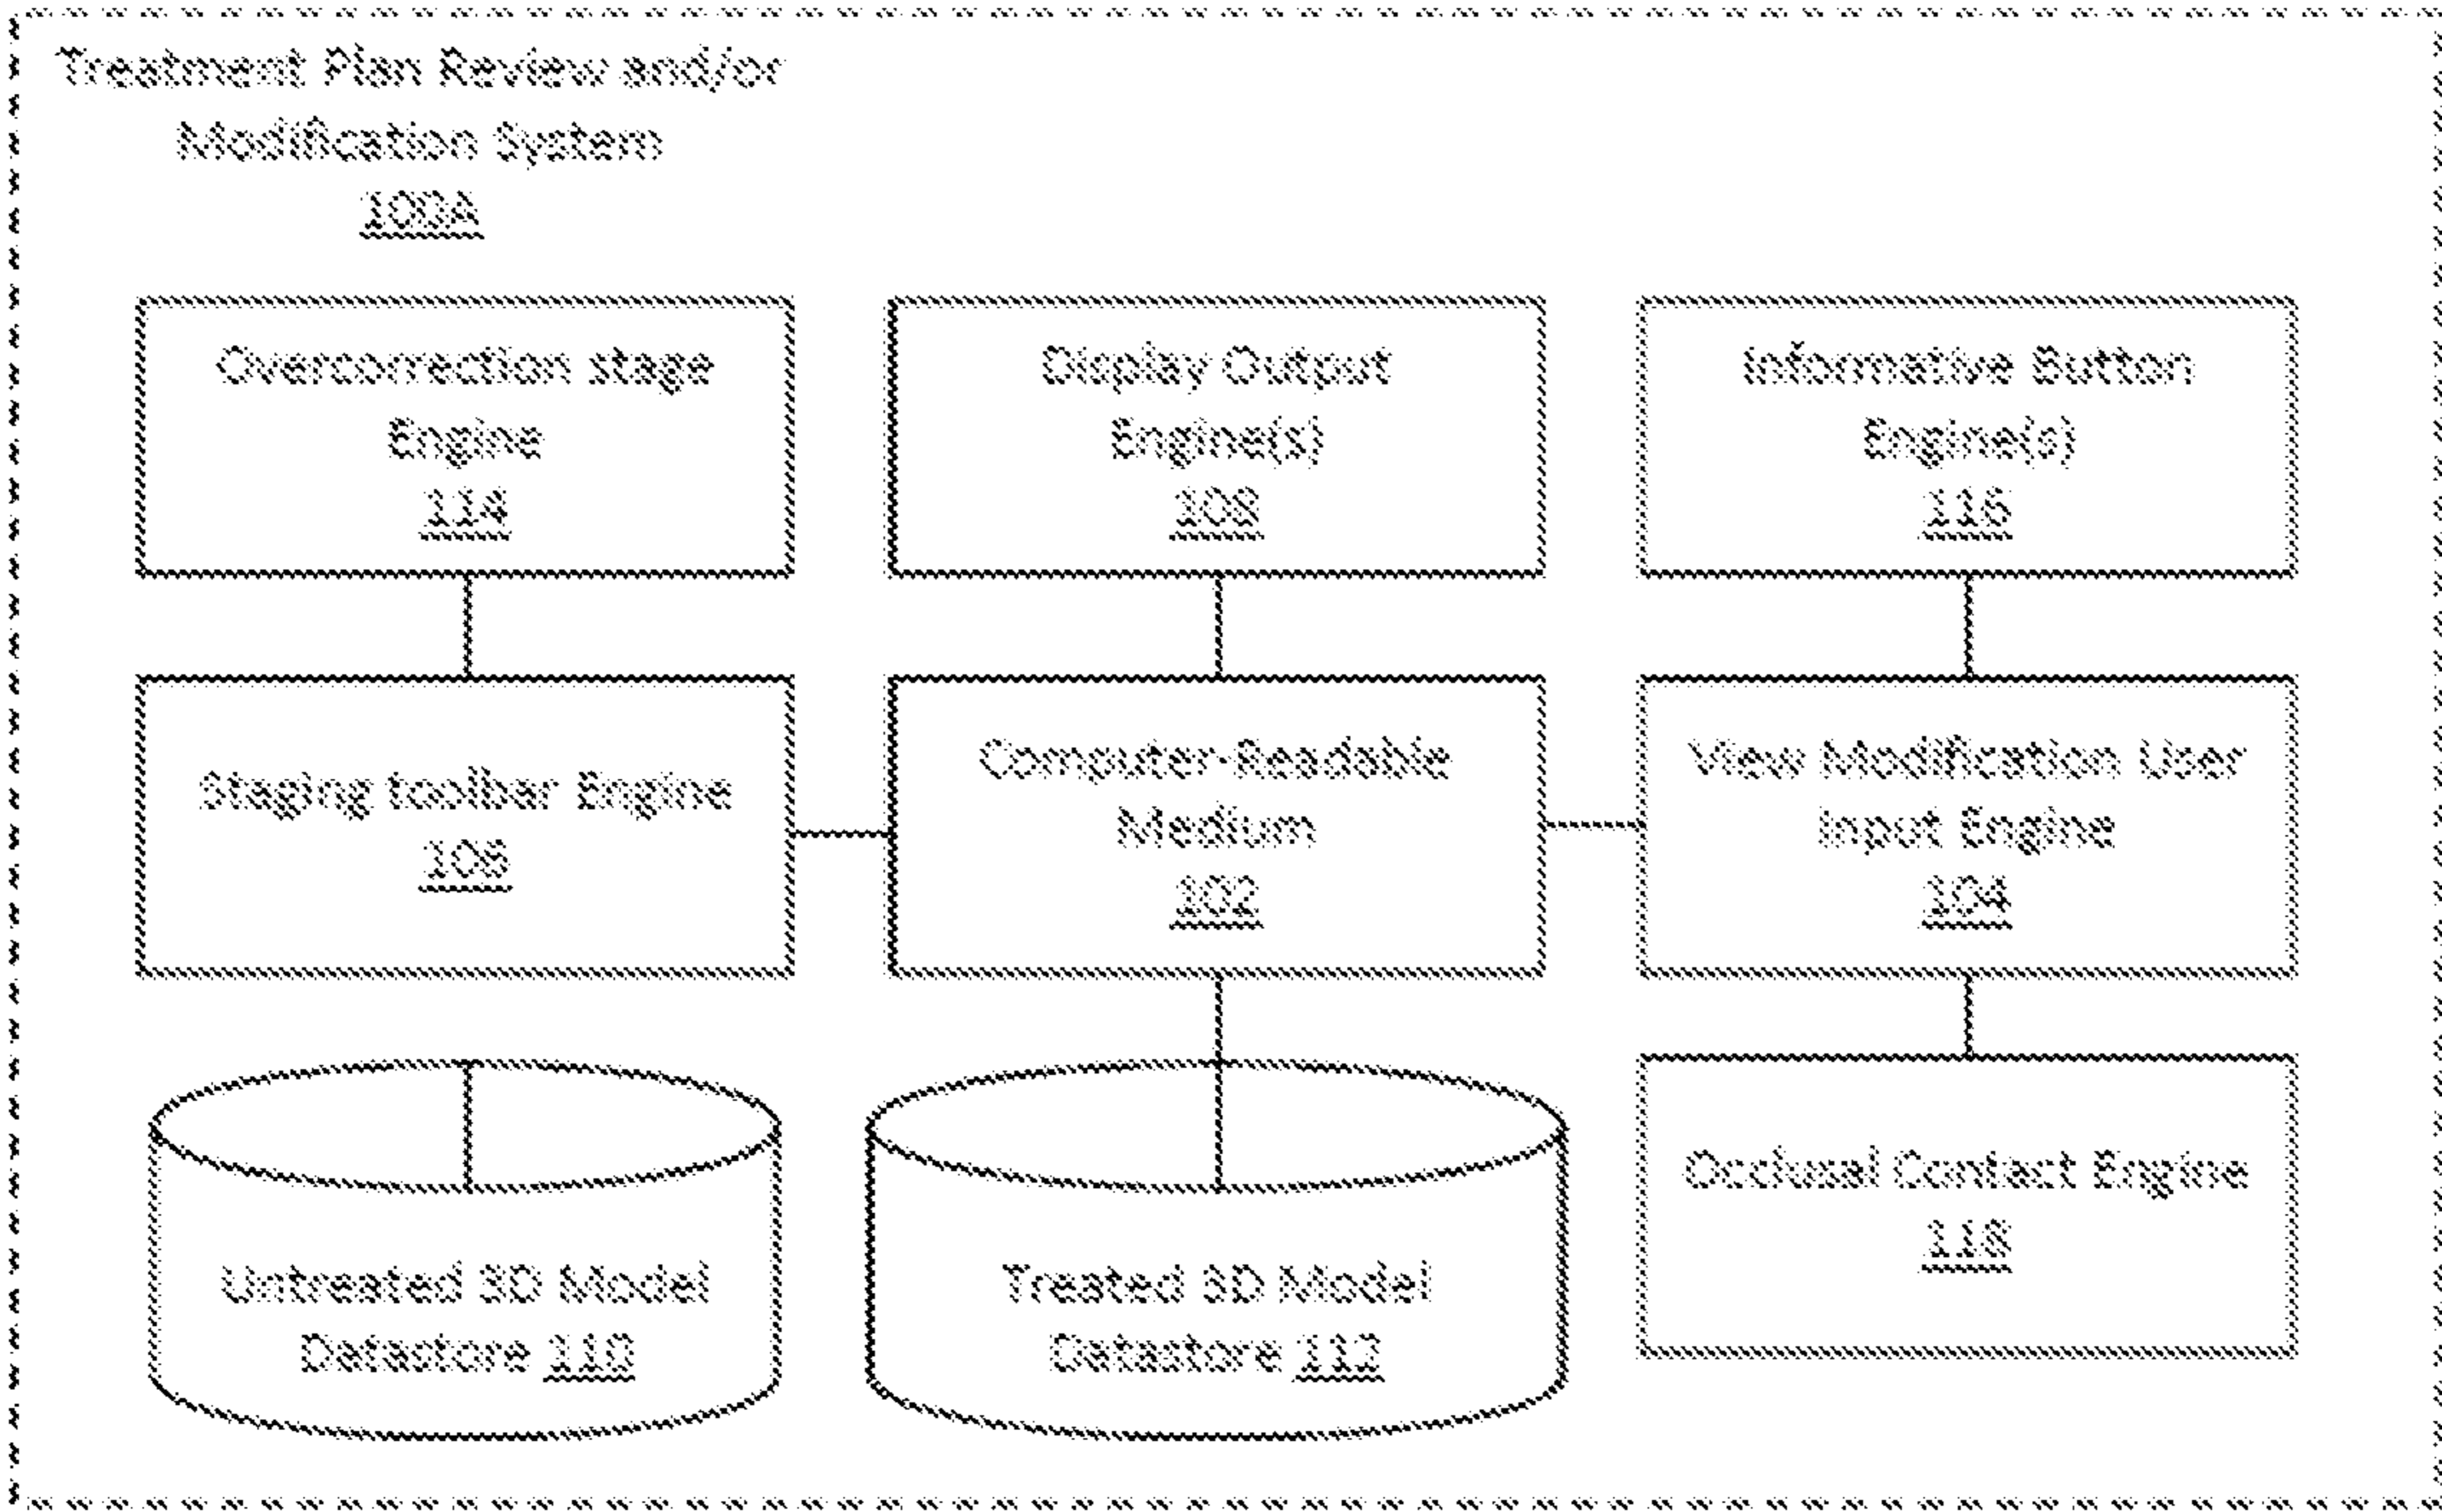 Treatment Plan Review and/or
Modification System
100A
Overcorrection stage
Engine
114
Display Output
Engine(s)
108
Informative Button
Engine(s)
116
Staging toolbar Engine
106
Computer-Readable
Medium
102
View Modification User
Input Engine
104
Untreated 3D Model
Datastore 110
Treated 3D Model
Datastore 112
Occlusal Contact Engine
118